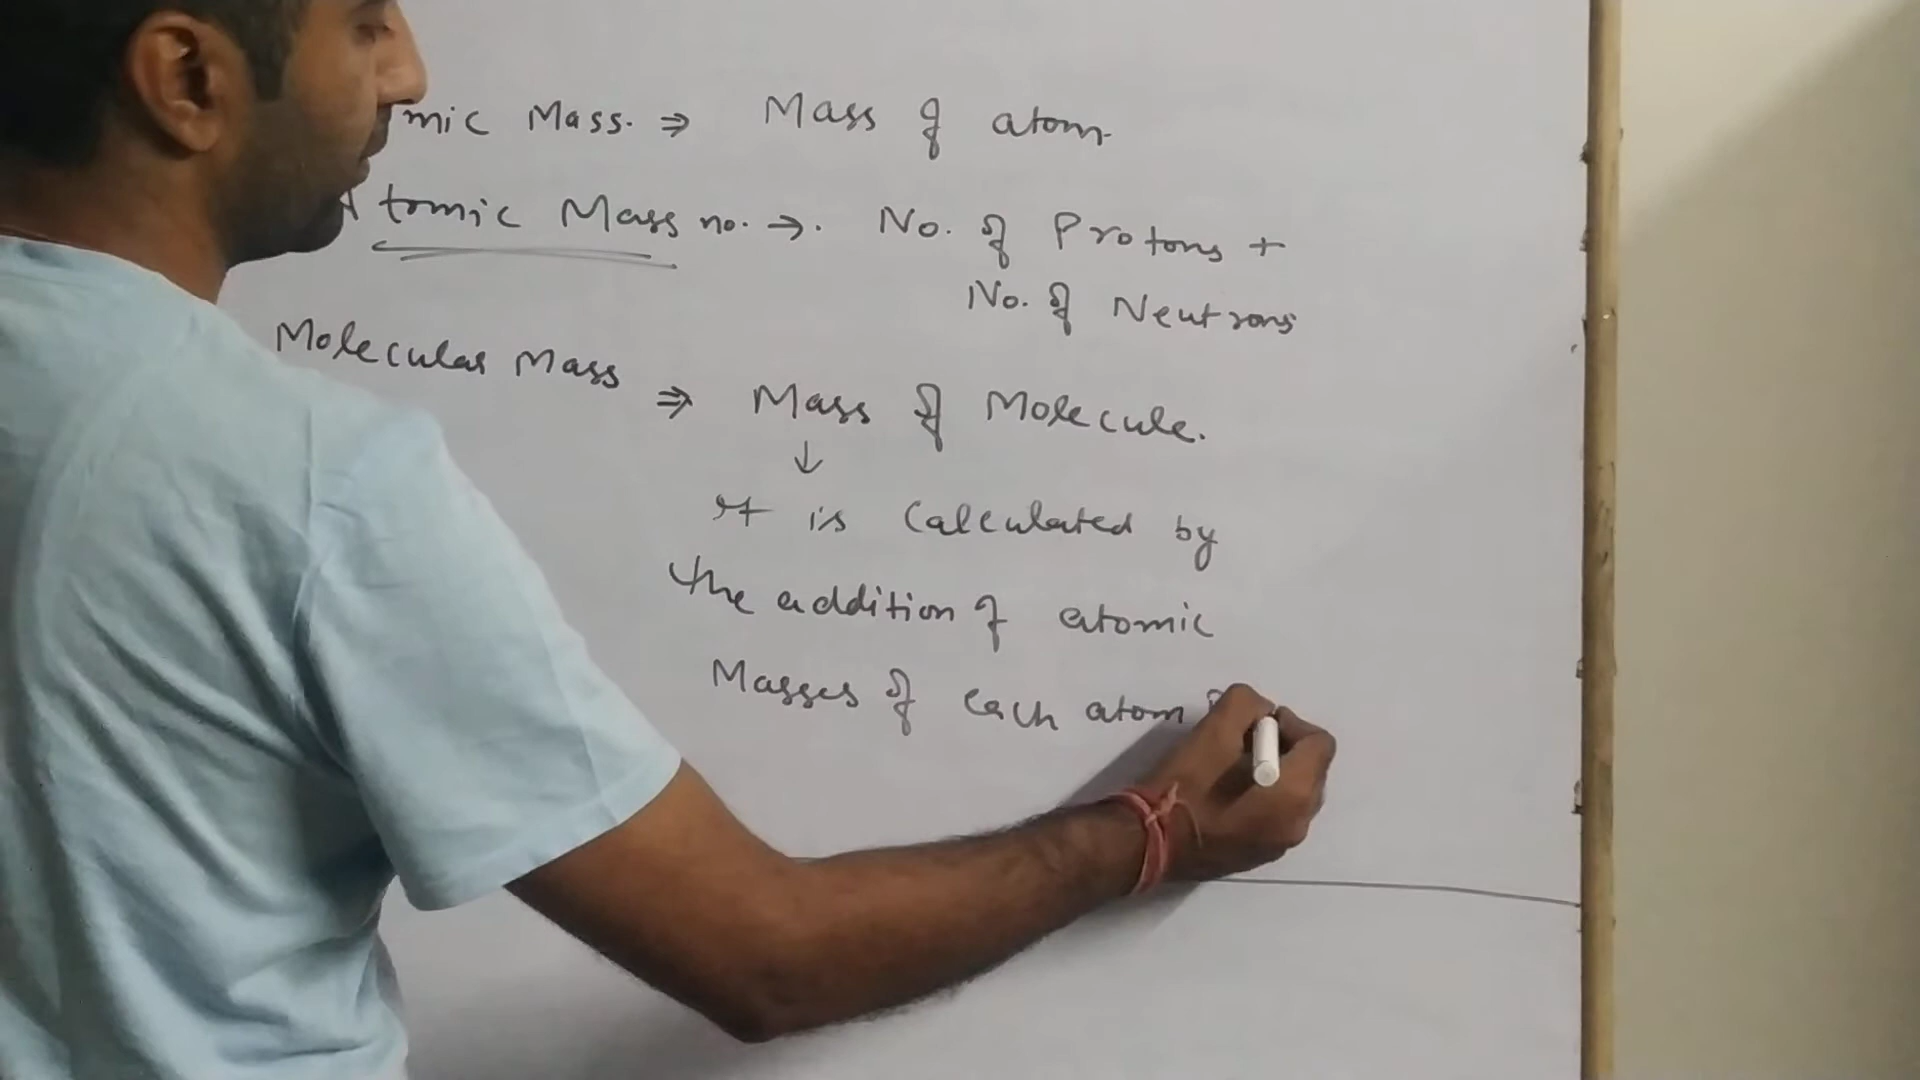 mic Mass. ⇒ Mass of atom.
Atomic Mass no. →. No. of Protons +
No. of Neutrons
Molecular Mass ⇒ Mass of Molecule.
↓
It is Calculated by
the addition of atomic
Masses of each atom